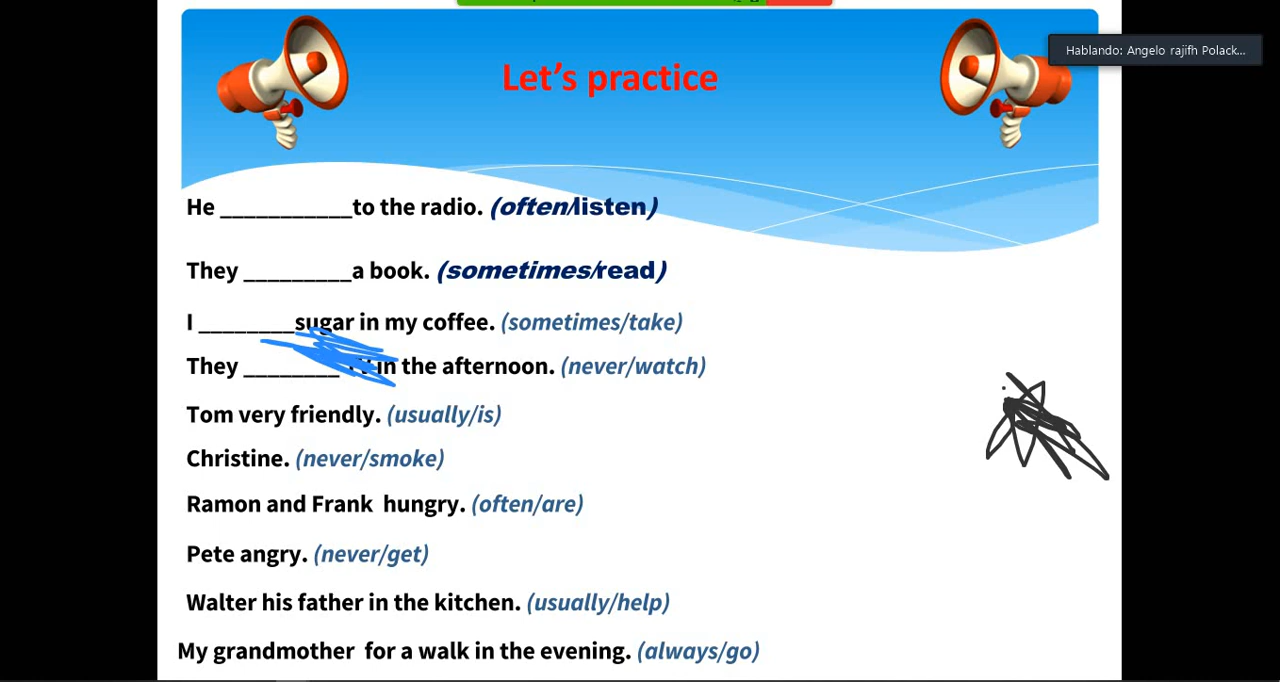 Hablando: Angelo rajifh Polack...
Let's practice
He ___________to the radio. (often/listen)
They _________a book. (sometimes/read)
I ________sugar in my coffee. (sometimes/take)
They ________ in the afternoon. (never/watch)
Tom very friendly. (usually/is)
Christine. (never/smoke)
Ramon and Frank hungry. (often/are)
Pete angry. (never/get)
Walter his father in the kitchen. (usually/help)
My grandmother for a walk in the evening. (always/go)